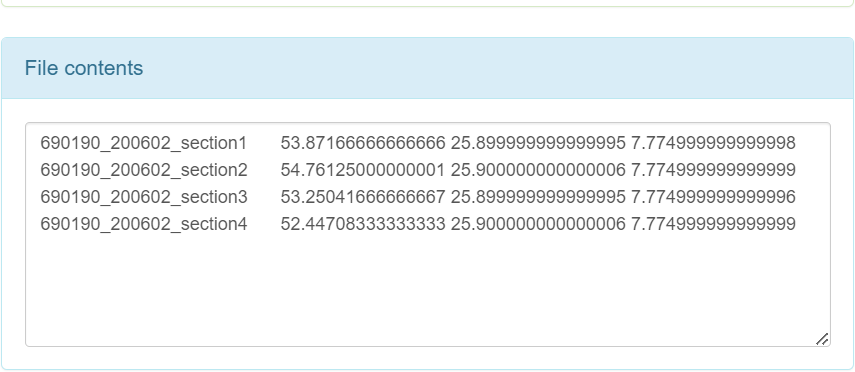 File contents
690190_200602_section1 53.87166666666666 25.899999999999995 7.774999999999998
690190_200602_section2 54.76125000000001 25.900000000000006 7.774999999999999
690190_200602_section3 53.25041666666667 25.899999999999995 7.774999999999996
690190_200602_section4 52.44708333333333 25.900000000000006 7.774999999999999